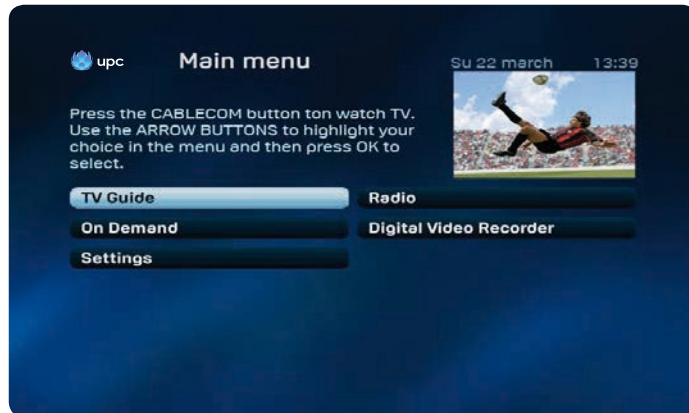 upc
Main menu
Su 22 march 13:39
Press the CABLECOM button ton watch TV.
Use the ARROW BUTTONS to highlight your
choice in the menu and then press OK to
select.
TV Guide
Radio
On Demand
Digital Video Recorder
Settings